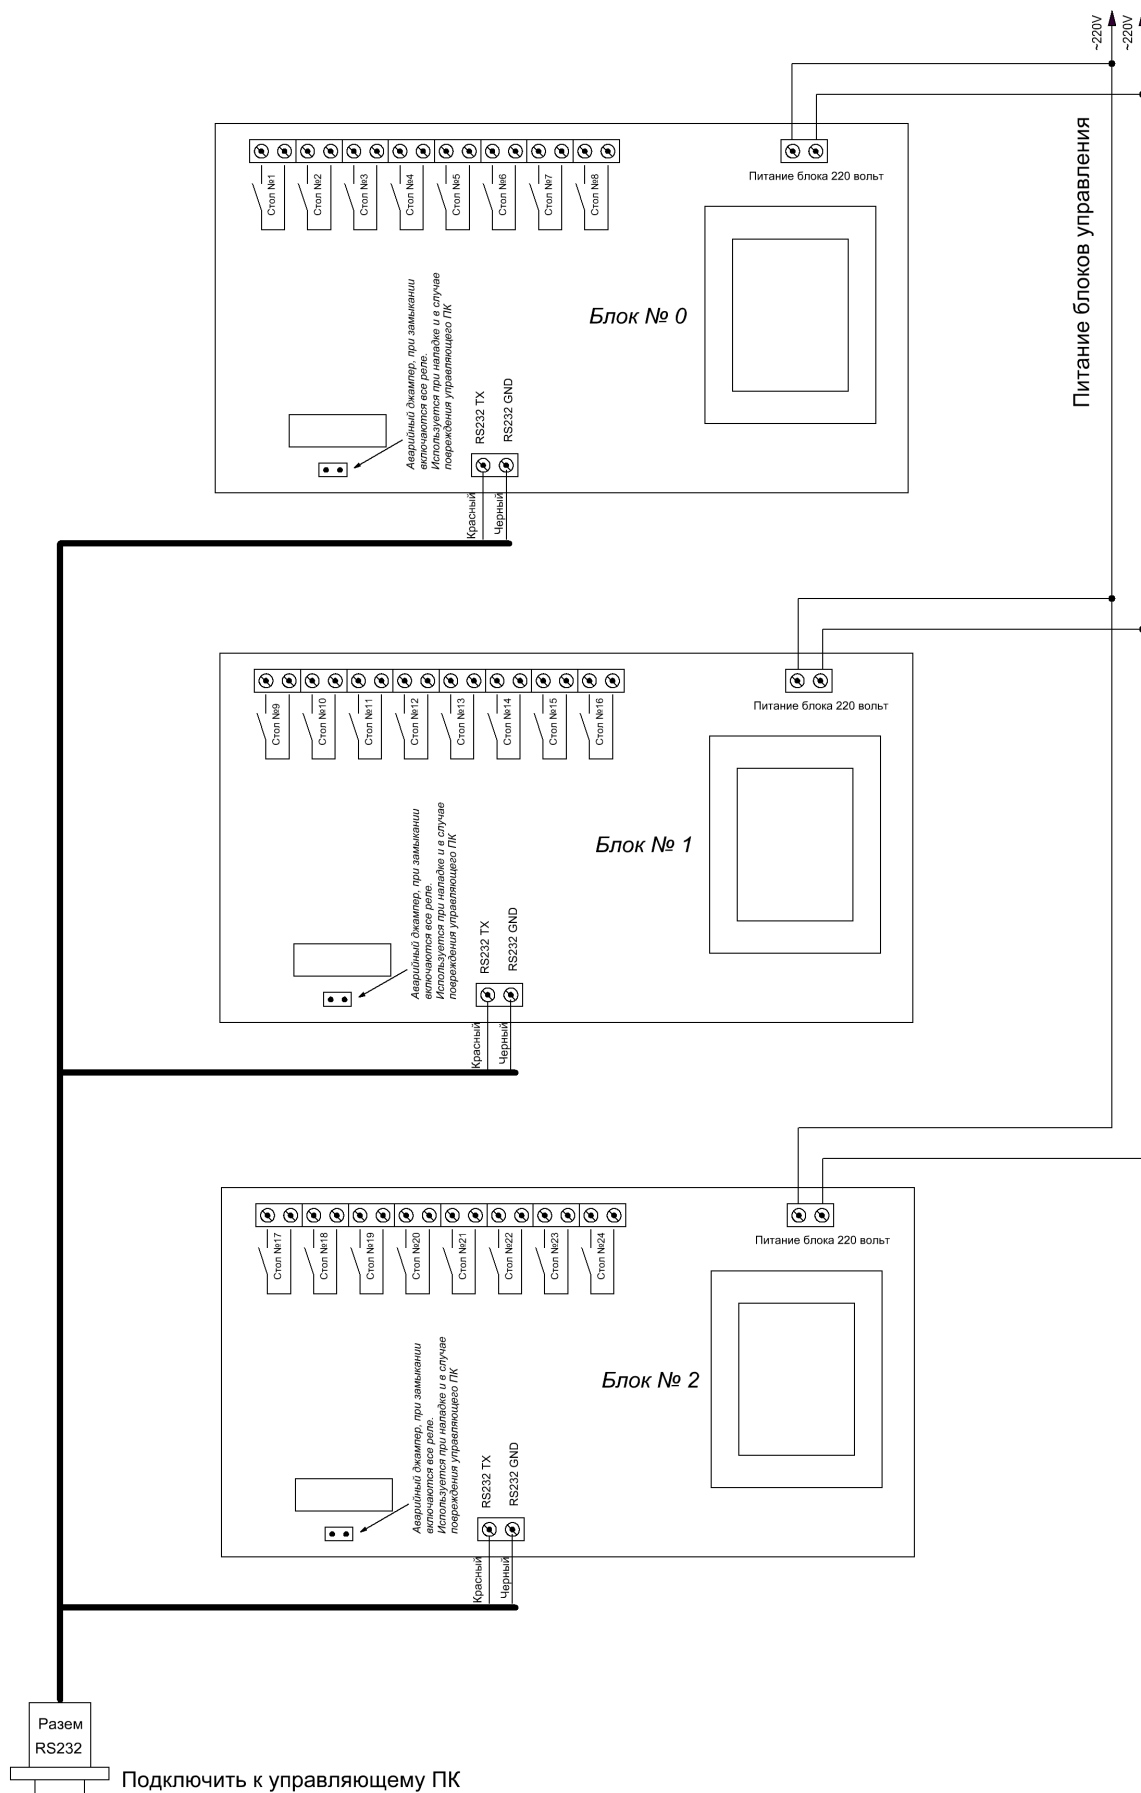 ~220V
~220V
Питание блоков управления
Стол №1
Стол №2
Стол №3
Стол №4
Стол №5
Стол №6
Стол №7
Стол №8
Питание блока 220 вольт
Блок № 0
Аварийный джампер, при замыкании
включаются все реле.
Используется при наладке и в случае
повреждения управляющего ПК
RS232 TX
RS232 GND
Красный
Черный
Стол №9
Стол №10
Стол №11
Стол №12
Стол №13
Стол №14
Стол №15
Стол №16
Питание блока 220 вольт
Блок № 1
Аварийный джампер, при замыкании
включаются все реле.
Используется при наладке и в случае
повреждения управляющего ПК
RS232 TX
RS232 GND
Красный
Черный
Стол №17
Стол №18
Стол №19
Стол №20
Стол №21
Стол №22
Стол №23
Стол №24
Питание блока 220 вольт
Блок № 2
Аварийный джампер, при замыкании
включаются все реле.
Используется при наладке и в случае
повреждения управляющего ПК
RS232 TX
RS232 GND
Красный
Черный
Разем
RS232
Подключить к управляющему ПК